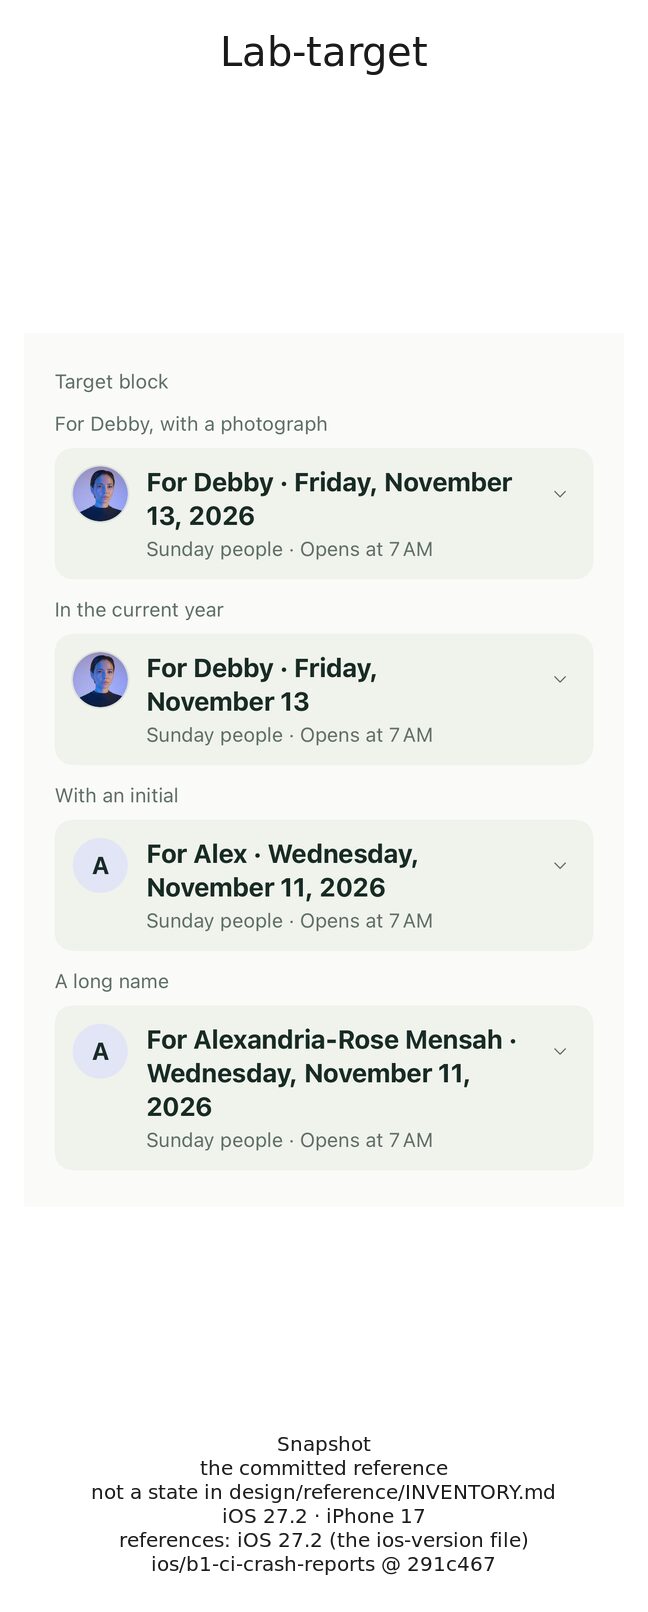 Lab-target
Target block
For Debby, with a photograph
For Debby · Friday, November
13, 2026
Sunday people · Opens at 7 AM
In the current year
For Debby · Friday,
November 13
Sunday people · Opens at 7 AM
With an initial
A
For Alex · Wednesday,
November 11, 2026
Sunday people · Opens at 7 AM
A long name
A
For Alexandria-Rose Mensah ·
Wednesday, November 11,
2026
Sunday people · Opens at 7 AM
Snapshot
the committed reference
not a state in design/reference/INVENTORY.md
iOS 27.2 · iPhone 17
references: iOS 27.2 (the ios-version file)
ios/b1-ci-crash-reports @ 291c467